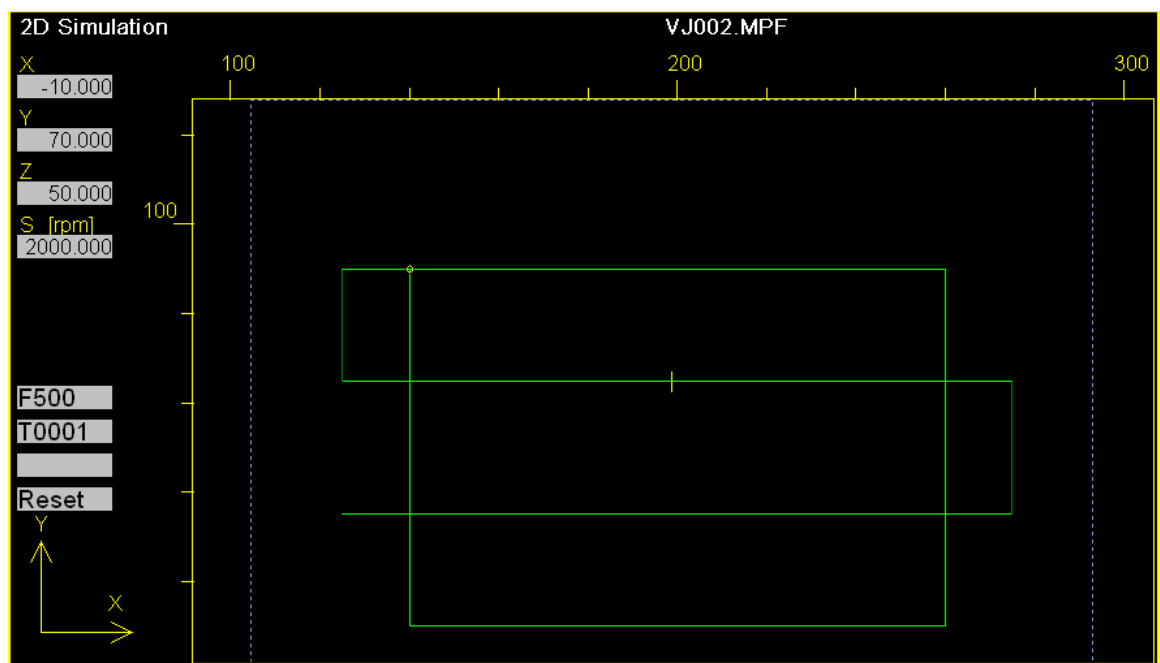 2D Simulation VJ002.MPF
X 100 200 300
-10.000
Y
70.000
Z
50.000
100
S [rpm]
2000.000
F500
T0001
Reset
Y
X